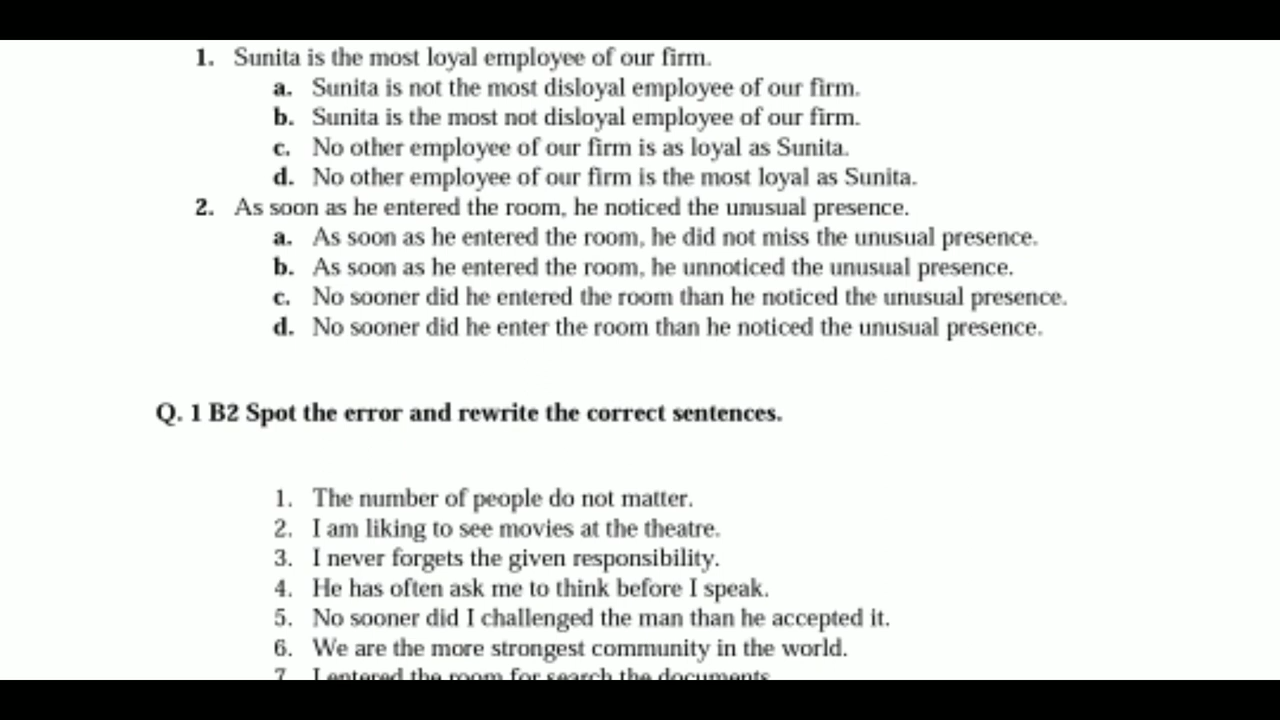 1. Sunita is the most loyal employee of our firm.
a. Sunita is not the most disloyal employee of our firm.
b. Sunita is the most not disloyal employee of our firm.
c. No other employee of our firm is as loyal as Sunita.
d. No other employee of our firm is the most loyal as Sunita.
2. As soon as he entered the room, he noticed the unusual presence.
a. As soon as he entered the room, he did not miss the unusual presence.
b. As soon as he entered the room, he unnoticed the unusual presence.
c. No sooner did he entered the room than he noticed the unusual presence.
d. No sooner did he enter the room than he noticed the unusual presence.
Q. 1 B2 Spot the error and rewrite the correct sentences.
1. The number of people do not matter.
2. I am liking to see movies at the theatre.
3. I never forgets the given responsibility.
4. He has often ask me to think before I speak.
5. No sooner did I challenged the man than he accepted it.
6. We are the more strongest community in the world.
7. I entered the room for search the documents